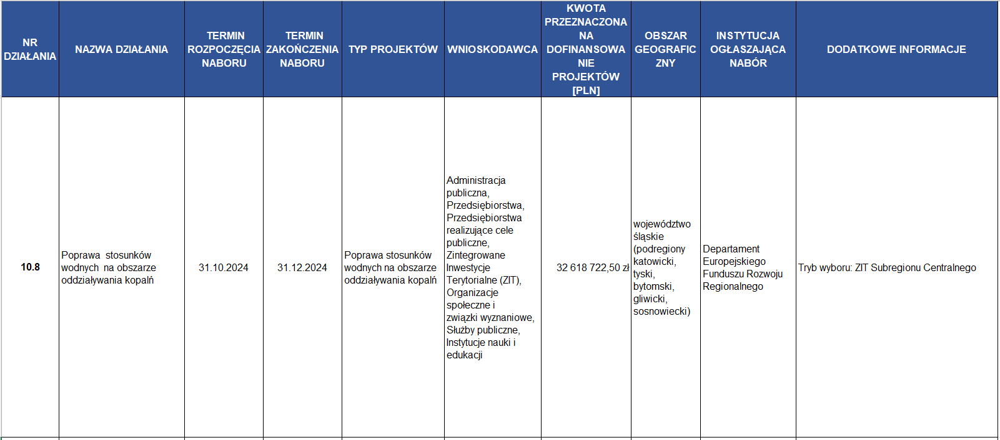 NR
DZIAŁANIA
NAZWA DZIAŁANIA
TERMIN
ROZPOCZĘCIA
NABORU
TERMIN
ZAKOŃCZENIA
NABORU
TYP PROJEKTÓW
WNIOSKODAWCA
KWOTA
PRZEZNACZONA
NA
DOFINANSOWA
NIE
PROJEKTÓW
[PLN]
OBSZAR
GEOGRAFIC
ZNY
INSTYTUCJA
OGŁASZAJĄCA
NABÓR
DODATKOWE INFORMACJE
10.8
Poprawa  stosunków
wodnych  na obszarze
oddziaływania kopalń
31.10.2024
31.12.2024
Poprawa stosunków
wodnych na obszarze
oddziaływania kopalń
Administracja
publiczna,
Przedsiębiorstwa,
Przedsiębiorstwa
realizujące cele
publiczne,
Zintegrowane
Inwestycje
Terytorialne (ZIT),
Organizacje
społeczne i
związki wyznaniowe,
Służby publiczne,
Instytucje nauki i
edukacji
32 618 722,50 zł
województwo
śląskie
(podregiony
katowicki,
tyski,
bytomski,
gliwicki,
sosnowiecki)
Departament
Europejskiego
Funduszu Rozwoju
Regionalnego
Tryb wyboru: ZIT Subregionu Centralnego